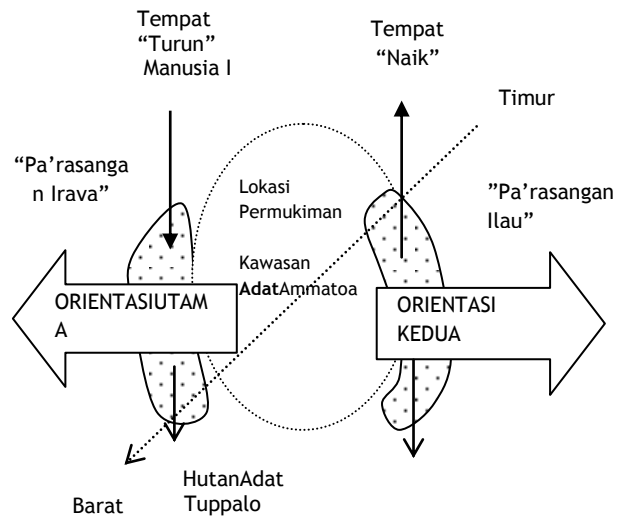 Tempat
“Turun”
Manusia I
Tempat
“Naik”
Timur
“Pa’rasanga
n Irava”
Lokasi
Permukiman
”Pa’rasangan
Ilau”
Kawasan
AdatAmmatoa
ORIENTASIUTAM
A
ORIENTASI
KEDUA
HutanAdat
Tuppalo
Barat